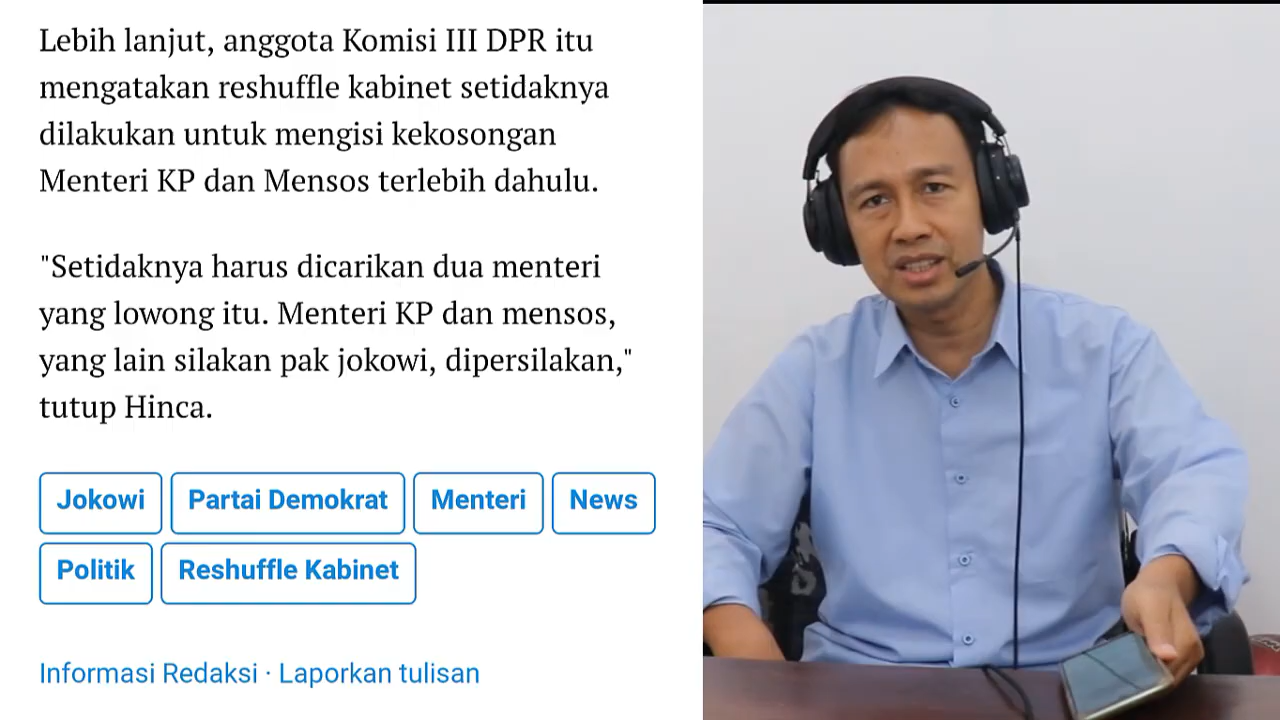 Lebih lanjut, anggota Komisi III DPR itu
mengatakan reshuffle kabinet setidaknya
dilakukan untuk mengisi kekosongan
Menteri KP dan Mensos terlebih dahulu.
"Setidaknya harus dicarikan dua menteri
yang lowong itu. Menteri KP dan mensos,
yang lain silakan pak jokowi, dipersilakan,"
tutup Hinca.
Jokowi Partai Demokrat Menteri News
Politik Reshuffle Kabinet
Informasi Redaksi · Laporkan tulisan